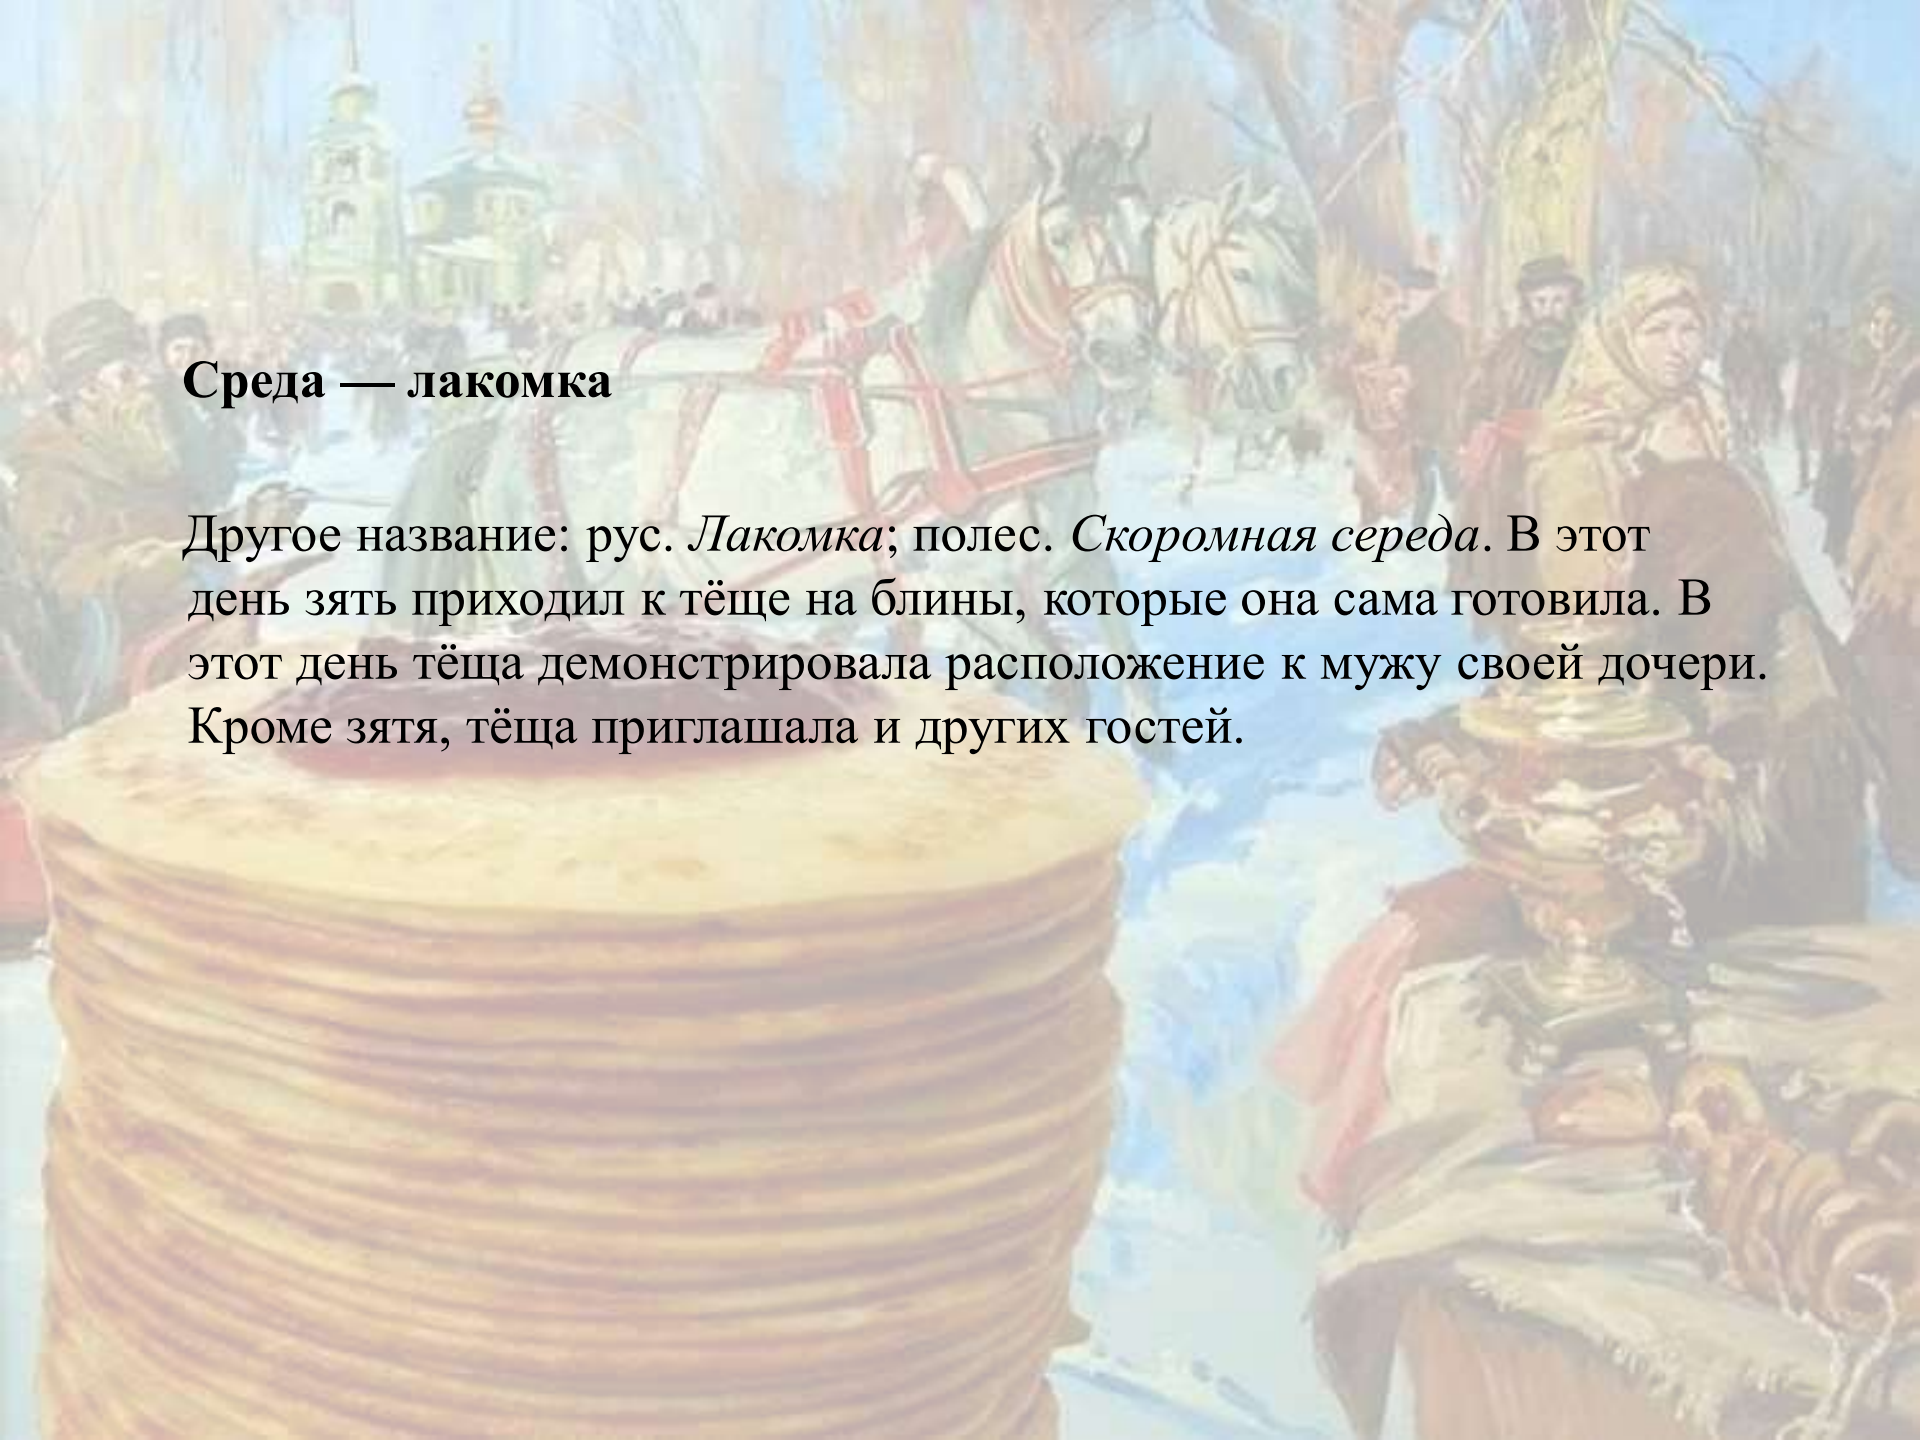 Среда — лакомка
Другое название: рус. Лакомка; полес. Скоромная середа. В этот
день зять приходил к тёще на блины, которые она сама готовила. В
этот день тёща демонстрировала расположение к мужу своей дочери.
Кроме зятя, тёща приглашала и других гостей.